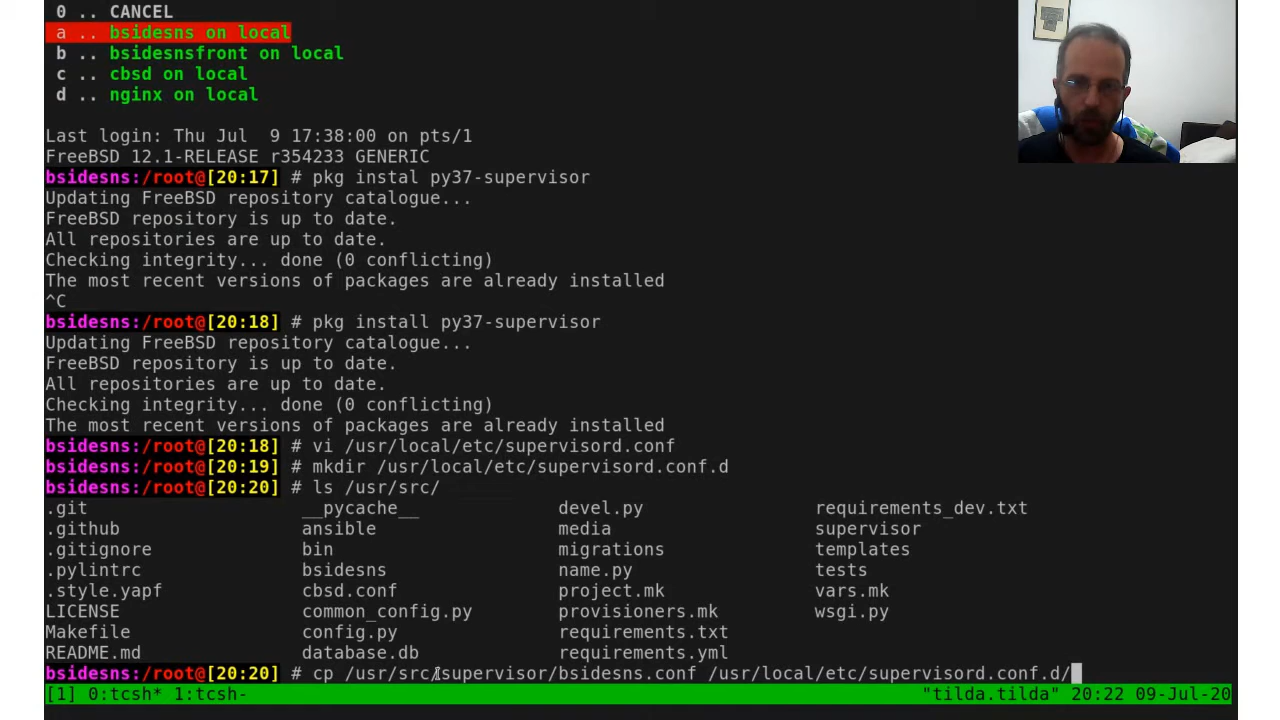 0 .. CANCEL
a .. bsidesns on local
b .. bsidesnsfront on local
c .. cbsd on local
d .. nginx on local
Last login: Thu Jul  9 17:38:00 on pts/1
FreeBSD 12.1-RELEASE r354233 GENERIC
bsidesns:/root@[20:17] # pkg instal py37-supervisor
Updating FreeBSD repository catalogue...
FreeBSD repository is up to date.
All repositories are up to date.
Checking integrity... done (0 conflicting)
The most recent versions of packages are already installed
^C
bsidesns:/root@[20:18] # pkg install py37-supervisor
Updating FreeBSD repository catalogue...
FreeBSD repository is up to date.
All repositories are up to date.
Checking integrity... done (0 conflicting)
The most recent versions of packages are already installed
bsidesns:/root@[20:18] # vi /usr/local/etc/supervisord.conf
bsidesns:/root@[20:19] # mkdir /usr/local/etc/supervisord.conf.d
bsidesns:/root@[20:20] # ls /usr/src/
.git __pycache__ devel.py requirements_dev.txt
.github ansible media supervisor
.gitignore bin migrations templates
.pylintrc bsidesns name.py tests
.style.yapf cbsd.conf project.mk vars.mk
LICENSE common_config.py provisioners.mk wsgi.py
Makefile config.py requirements.txt
README.md database.db requirements.yml
bsidesns:/root@[20:20] # cp /usr/src/supervisor/bsidesns.conf /usr/local/etc/supervisord.conf.d/
[1] 0:tcsh* 1:tcsh- "tilda.tilda" 20:22 09-Jul-20